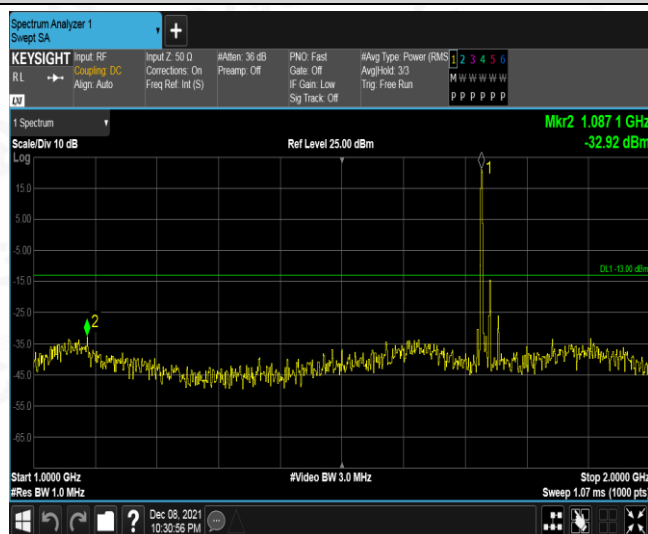 Spectrum Analyzer 1
Swept SA
+
KEYSIGHT Input: RF Input Z: 50 Ω #Atten: 36 dB PNO: Fast #Avg Type: Power (RMS 1 2 3 4 5 6
RL Coupling: DC Corrections: On Preamp: Off Gate: Off Avg|Hold: 3/3 M W W W W W
Align: Auto Freq Ref: Int (S) IF Gain: Low Trig: Free Run
Sig Track: Off P P P P P P
LXI
1 Spectrum Mkr2 1.087 1 GHz
Scale/Div 10 dB Ref Level 25.00 dBm -32.92 dBm
Log
1
15.0
5.00
-5.00
DL1 -13.00 dBm
-15.0
-25.0
2
-35.0
-45.0
-55.0
-65.0
Start 1.0000 GHz #Video BW 3.0 MHz Stop 2.0000 GHz
#Res BW 1.0 MHz Sweep 1.07 ms (1000 pts)
? Dec 08, 2021
10:30:56 PM